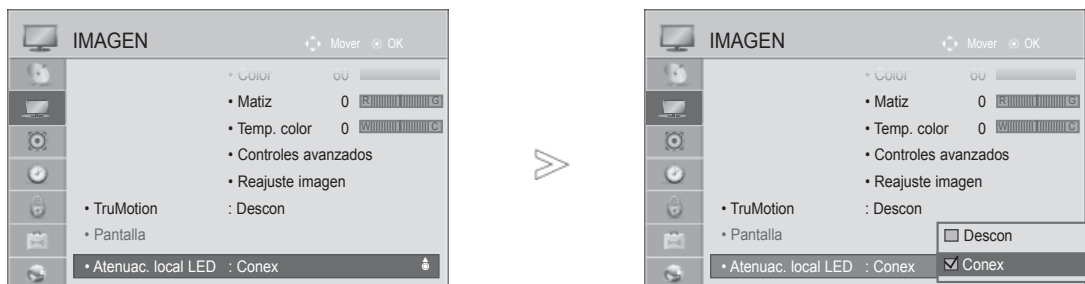 IMAGEN Mover OK
• Color 60
• Matiz 0 R G
• Temp. color 0 W C
• Controles avanzados
• Reajuste imagen
• TruMotion : Descon
• Pantalla
• Atenuac. local LED : Conex
>
IMAGEN Mover OK
• Color 60
• Matiz 0 R G
• Temp. color 0 W C
• Controles avanzados
• Reajuste imagen
• TruMotion : Descon
• Pantalla
• Atenuac. local LED : Conex
Descon
Conex